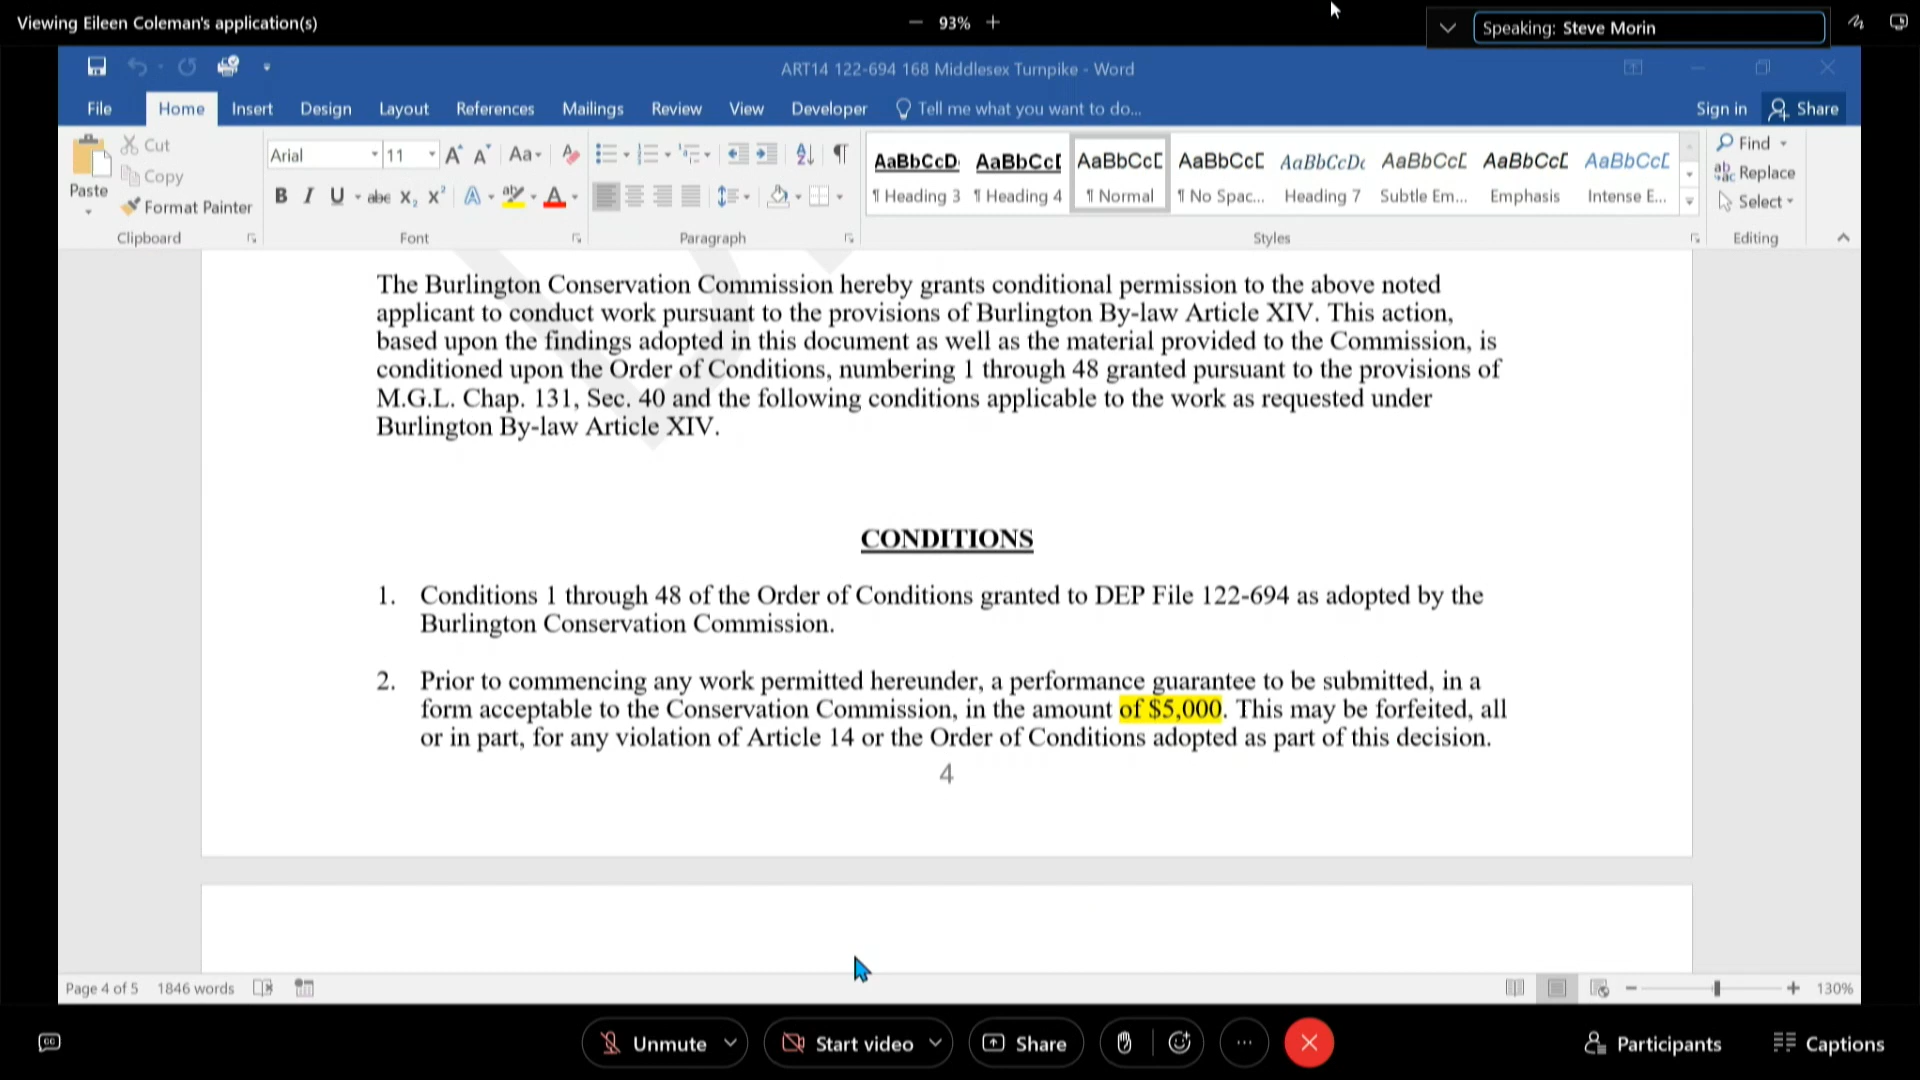 Viewing Eileen Coleman's application(s)
93%
Speaking: Steve Morin
ART14 122-694 168 Middlesex Turnpike - Word
File Home Insert Design Layout References Mailings Review View Developer Tell me what you want to do... Sign in Share
Paste
Cut
Copy
Format Painter
Clipboard
Arial 11
Font
Paragraph
AaBbCcD AaBbCcD AaBbCcD AaBbCcD AaBbCcDc AaBbCcD AaBbCcD AaBbCcD
¶ Heading 3 ¶ Heading 4 ¶ Normal ¶ No Spac... Heading 7 Subtle Em... Emphasis Intense E...
Styles
Find
Replace
Select
Editing
The Burlington Conservation Commission hereby grants conditional permission to the above noted
applicant to conduct work pursuant to the provisions of Burlington By-law Article XIV. This action,
based upon the findings adopted in this document as well as the material provided to the Commission, is
conditioned upon the Order of Conditions, numbering 1 through 48 granted pursuant to the provisions of
M.G.L. Chap. 131, Sec. 40 and the following conditions applicable to the work as requested under
Burlington By-law Article XIV.
CONDITIONS
1. Conditions 1 through 48 of the Order of Conditions granted to DEP File 122-694 as adopted by the
Burlington Conservation Commission.
2. Prior to commencing any work permitted hereunder, a performance guarantee to be submitted, in a
form acceptable to the Conservation Commission, in the amount of $5,000. This may be forfeited, all
or in part, for any violation of Article 14 or the Order of Conditions adopted as part of this decision.
4
Page 4 of 5 1846 words 130%
Unmute Start video Share Participants Captions